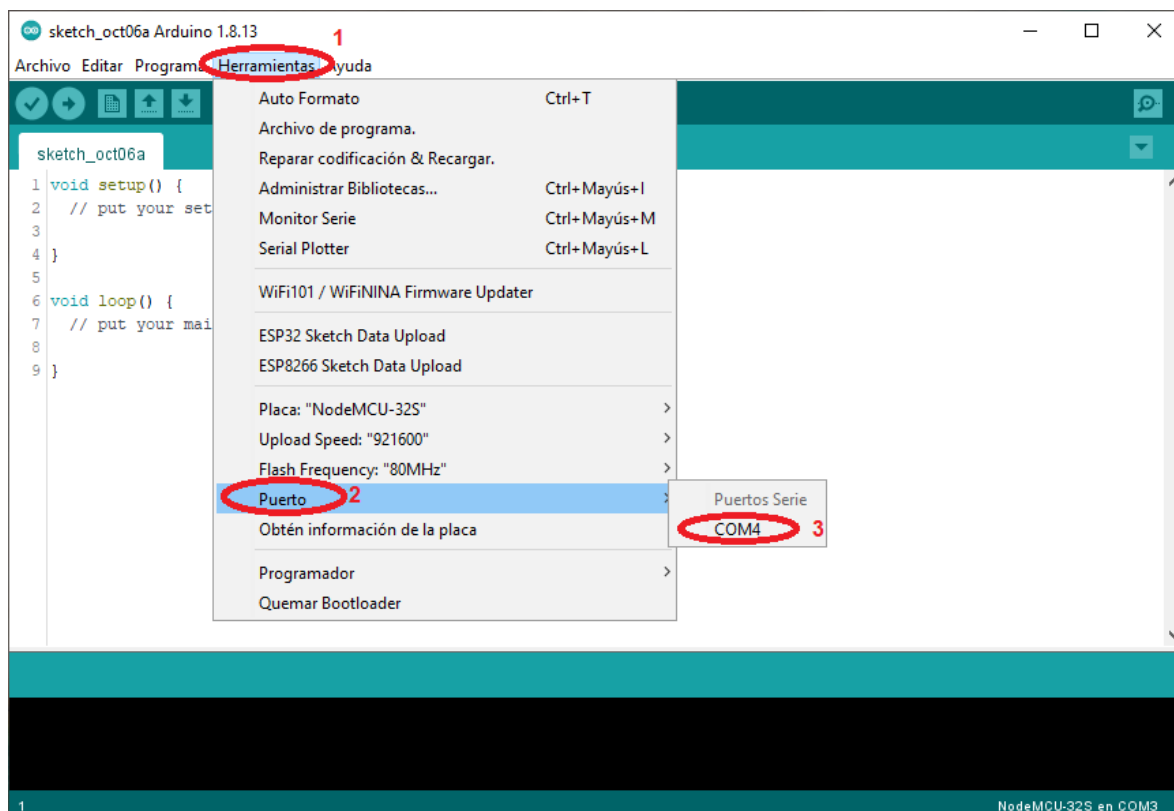 sketch_oct06a Arduino 1.8.13
1
Archivo Editar Programa Herramientas Ayuda
Auto Formato Ctrl+T
Archivo de programa.
Reparar codificación & Recargar.
Administrar Bibliotecas... Ctrl+Mayús+I
Monitor Serie Ctrl+Mayús+M
Serial Plotter Ctrl+Mayús+L
WiFi101 / WiFiNINA Firmware Updater
ESP32 Sketch Data Upload
ESP8266 Sketch Data Upload
Placa: "NodeMCU-32S"
Upload Speed: "921600"
Flash Frequency: "80MHz"
Puerto 2
Obtén información de la placa
Programador
Quemar Bootloader
Puertos Serie
COM4 3
sketch_oct06a
1 void setup() {
2 // put your set
3
4 }
5
6 void loop() {
7 // put your mai
8
9 }
1 NodeMCU-32S en COM3